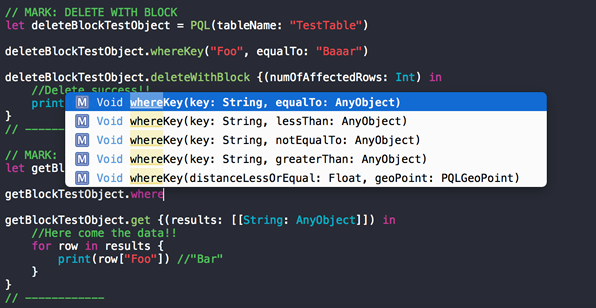 // MARK: DELETE WITH BLOCK
let deleteBlockTestObject = PQL(tableName: "TestTable")
deleteBlockTestObject.whereKey("Foo", equalTo: "Baaar")
deleteBlockTestObject.deleteWithBlock {(numOfAffectedRows: Int) in
//Delete success!!
print
M Void whereKey(key: String, equalTo: AnyObject)
}
M Void whereKey(key: String, lessThan: AnyObject)
// ------
M Void whereKey(key: String, notEqualTo: AnyObject)
// MARK:
M Void whereKey(key: String, greaterThan: AnyObject)
let getBl
M Void whereKey(distanceLessOrEqual: Float, geoPoint: PQLGeoPoint)
getBlockTestObject.where
getBlockTestObject.get {(results: [[String: AnyObject]]) in
//Here come the data!!
for row in results {
print(row["Foo"]) //"Bar"
}
}
// ------------